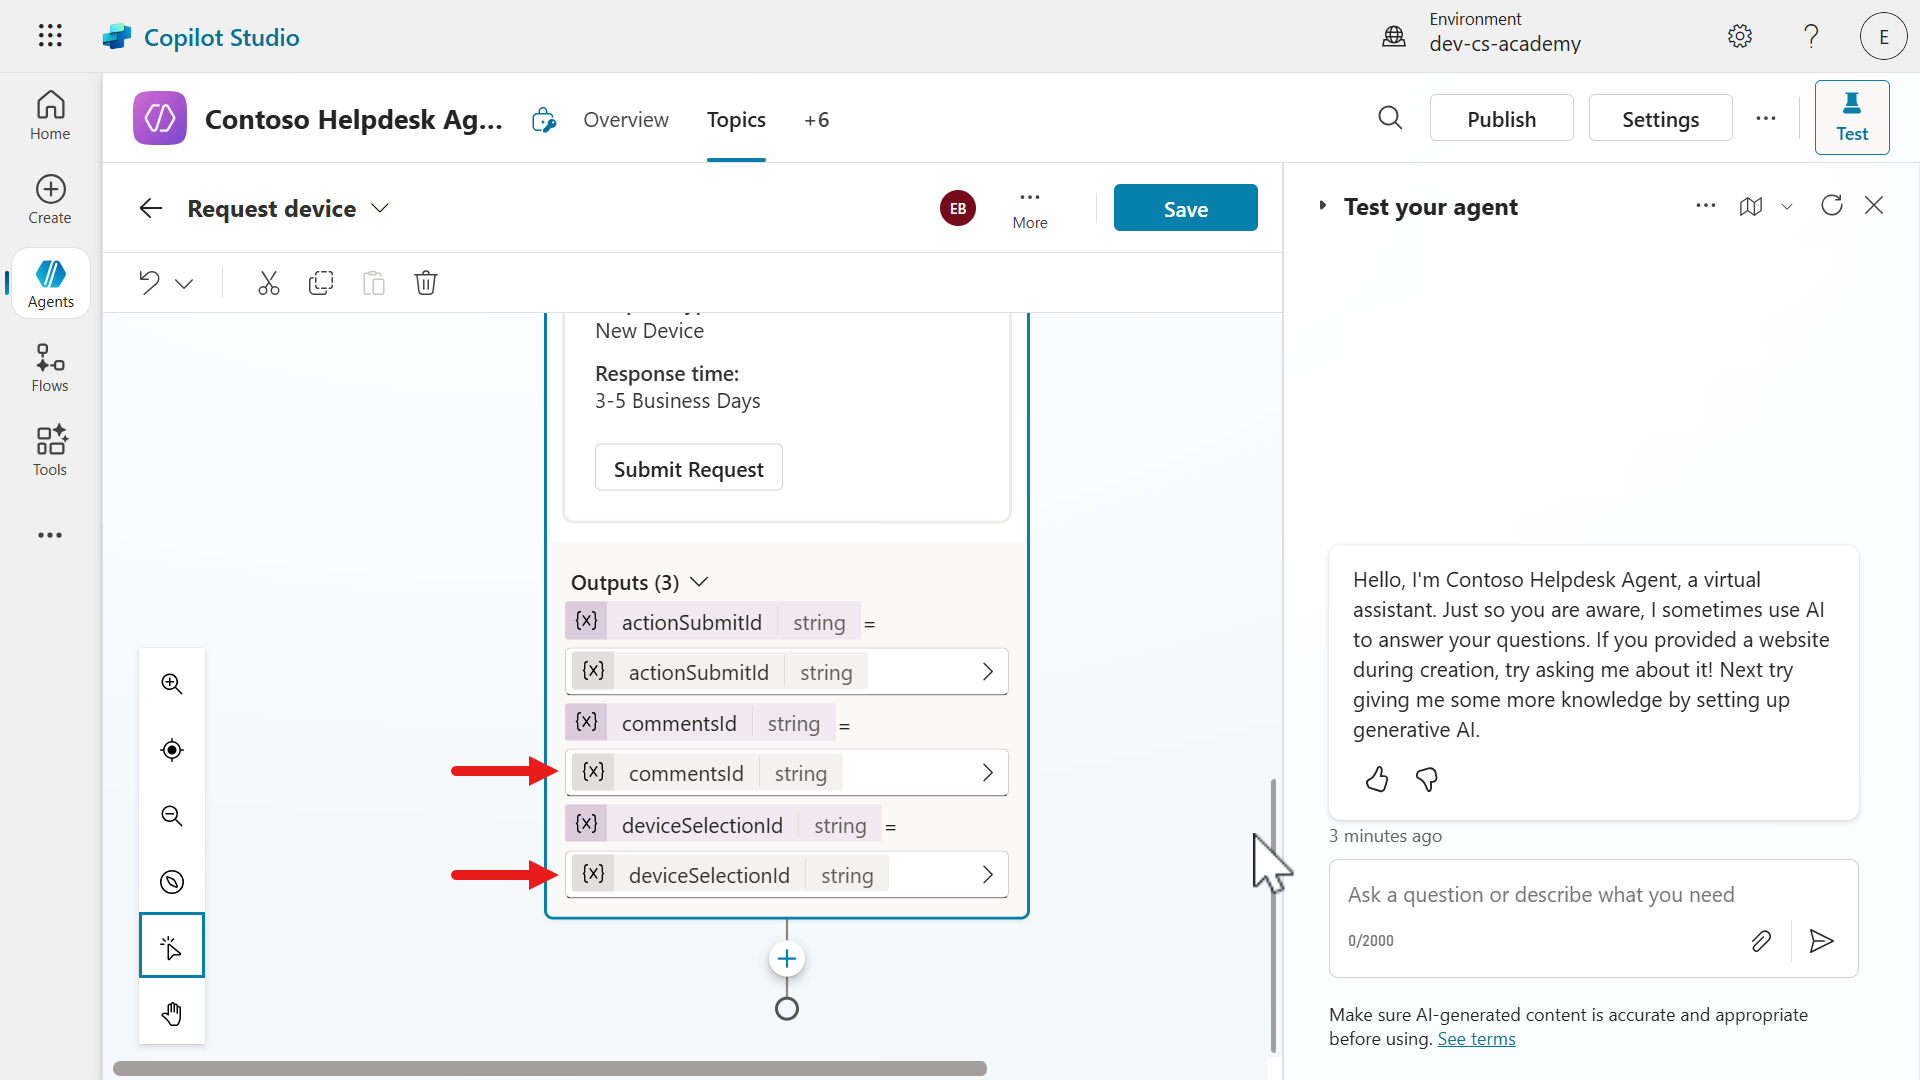 Copilot Studio
Environment
dev-cs-academy
E
Home
Create
Agents
Flows
Tools
Contoso Helpdesk Ag...
Overview
Topics
+6
Publish
Settings
Test
Request device
EB
More
Save
New Device
Response time:
3-5 Business Days
Submit Request
Outputs (3)
{x} actionSubmitId string =
{x} actionSubmitId string
{x} commentsId string =
{x} commentsId string
{x} deviceSelectionId string =
{x} deviceSelectionId string
Test your agent
Hello, I'm Contoso Helpdesk Agent, a virtual
assistant. Just so you are aware, I sometimes use AI
to answer your questions. If you provided a website
during creation, try asking me about it! Next try
giving me some more knowledge by setting up
generative AI.
3 minutes ago
Ask a question or describe what you need
0/2000
Make sure AI-generated content is accurate and appropriate
before using. See terms